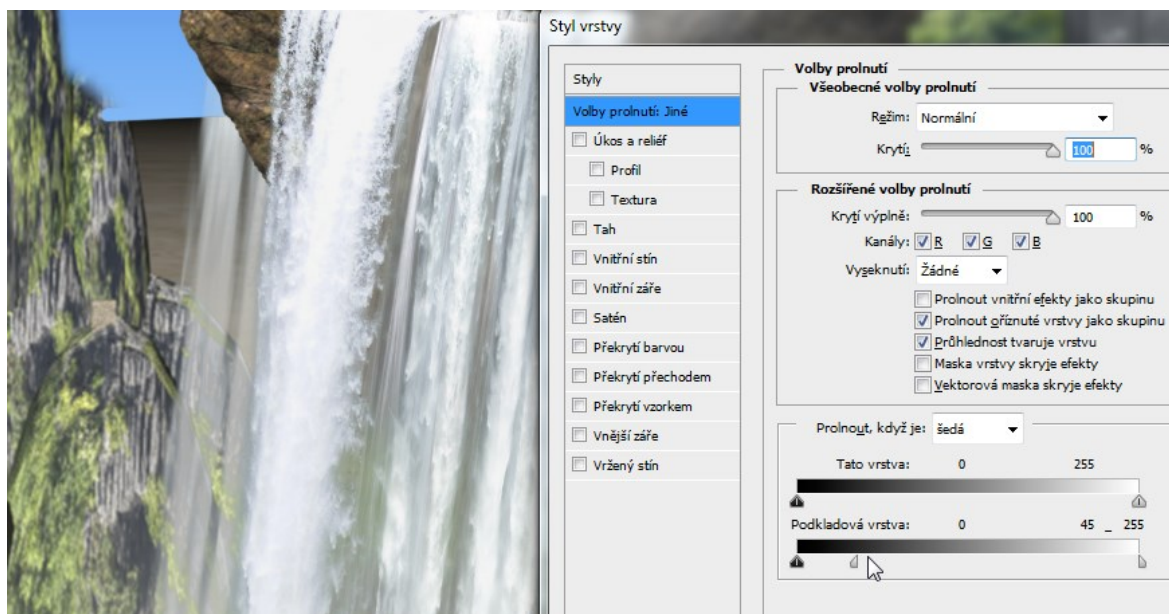 Styl vrstvy
Styly
Volby prolnutí: Jiné
Úkos a reliéf
Profil
Textura
Tah
Vnitřní stín
Vnitřní záře
Satén
Překrytí barvou
Překrytí přechodem
Překrytí vzorkem
Vnější záře
Vržený stín
Volby prolnutí
Všeobecné volby prolnutí
Režim: Normální
Krytí: 100 %
Rozšířené volby prolnutí
Krytí výplně: 100 %
Kanály: R G B
Vyseknutí: Žádné
Prolnout vnitřní efekty jako skupinu
Prolnout oříznuté vrstvy jako skupinu
Průhlednost tvaruje vrstvu
Maska vrstvy skryje efekty
Vektorová maska skryje efekty
Prolnout, když je: šedá
Tato vrstva: 0 255
Podkladová vrstva: 0 45 _ 255